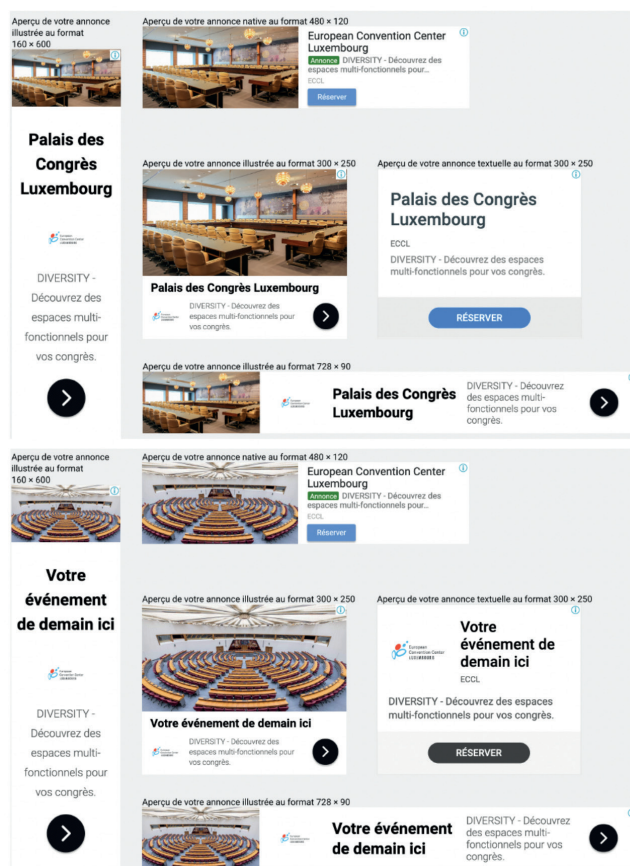 Aperçu de votre annonce
illustrée au format
160 × 600
Palais des
Congrès
Luxembourg
European
Convention Center
LUXEMBOURG
DIVERSITY -
Découvrez des
espaces multi-
fonctionnels pour
vos congrès.
Aperçu de votre annonce native au format 480 × 120
European Convention Center
Luxembourg
Annonce DIVERSITY - Découvrez des
espaces multi-fonctionnels pour...
ECCL
Réserver
Aperçu de votre annonce illustrée au format 300 × 250
Palais des Congrès Luxembourg
DIVERSITY - Découvrez des
espaces multi-fonctionnels pour
vos congrès.
Aperçu de votre annonce textuelle au format 300 × 250
Palais des Congrès
Luxembourg
ECCL
DIVERSITY - Découvrez des espaces
multi-fonctionnels pour vos congrès.
RÉSERVER
Aperçu de votre annonce illustrée au format 728 × 90
Palais des Congrès
Luxembourg
DIVERSITY - Découvrez
des espaces multi-
fonctionnels pour vos
congrès.
Aperçu de votre annonce
illustrée au format
160 × 600
Votre
événement
de demain ici
European
Convention Center
LUXEMBOURG
DIVERSITY -
Découvrez des
espaces multi-
fonctionnels pour
vos congrès.
Aperçu de votre annonce native au format 480 × 120
European Convention Center
Luxembourg
Annonce DIVERSITY - Découvrez des
espaces multi-fonctionnels pour...
ECCL
Réserver
Aperçu de votre annonce illustrée au format 300 × 250
Votre événement de demain ici
DIVERSITY - Découvrez des
espaces multi-fonctionnels pour
vos congrès.
Aperçu de votre annonce textuelle au format 300 × 250
European
Convention Center
LUXEMBOURG
Votre
événement de
demain ici
ECCL
DIVERSITY - Découvrez des espaces
multi-fonctionnels pour vos congrès.
RÉSERVER
Aperçu de votre annonce illustrée au format 728 × 90
Votre événement
de demain ici
DIVERSITY - Découvrez
des espaces multi-
fonctionnels pour vos
congrès.